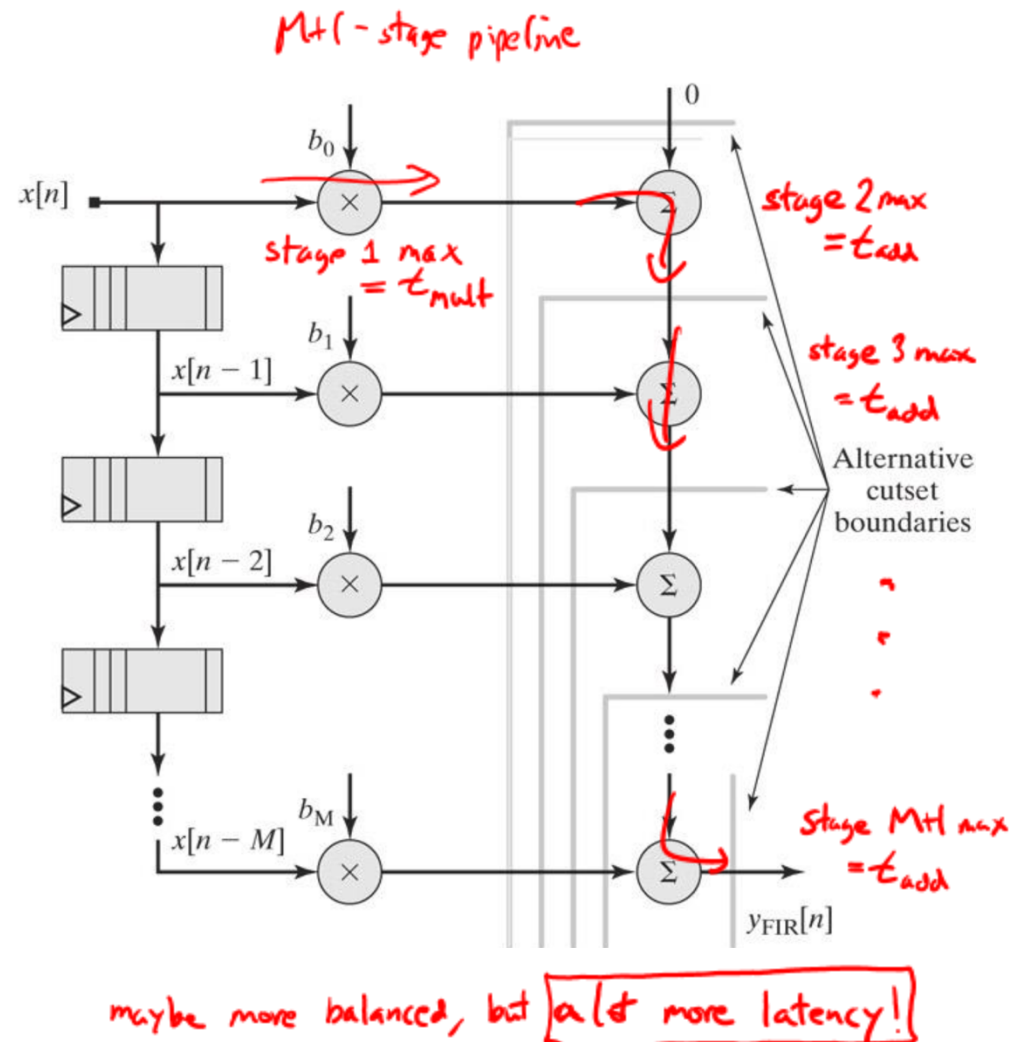 M+1-stage pipeline
0
b0
x[n]
×
Σ
stage 2 max
= tadd
stage 1 max
= tmult
b1
stage 3 max
= tadd
x[n − 1]
×
Σ
Alternative
cutset
boundaries
b2
x[n − 2]
×
Σ
bM
stage M+1 max
= tadd
x[n − M]
×
Σ
yFIR[n]
maybe more balanced, but a lot more latency!